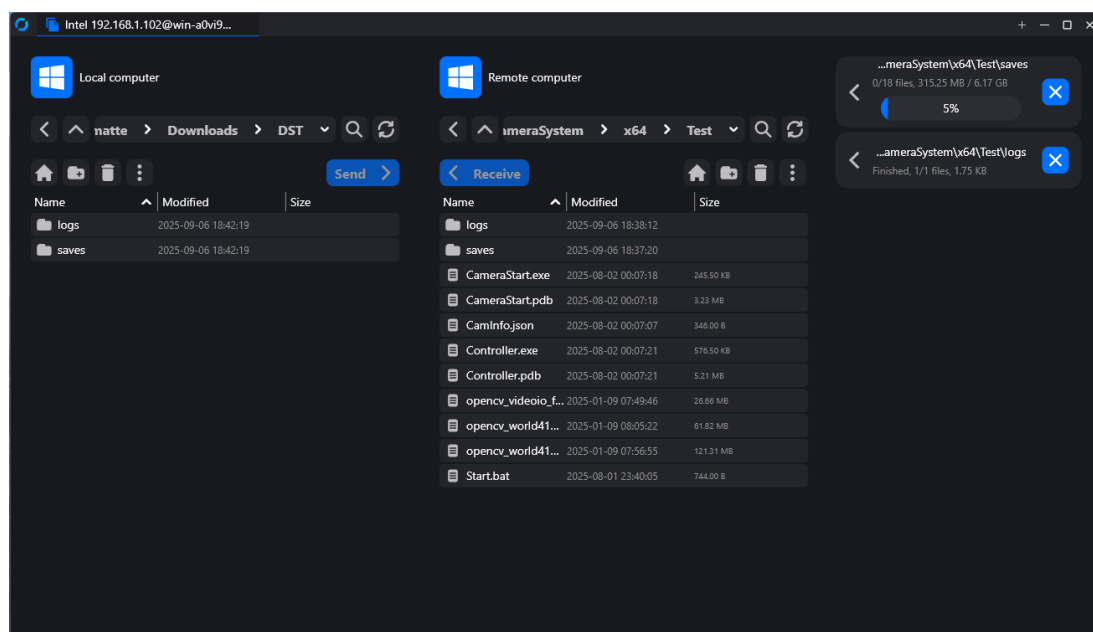 Intel 192.168.1.102@win-a0vi9...
Local computer
matte > Downloads > DST
Send
Name Modified Size
logs 2025-09-06 18:42:19
saves 2025-09-06 18:42:19
Remote computer
ameraSystem > x64 > Test
Receive
Name Modified Size
logs 2025-09-06 18:38:12
saves 2025-09-06 18:37:20
CameraStart.exe 2025-08-02 00:07:18 245.50 KB
CameraStart.pdb 2025-08-02 00:07:18 3.23 MB
CamInfo.json 2025-08-02 00:07:07 346.00 B
Controller.exe 2025-08-02 00:07:21 576.50 KB
Controller.pdb 2025-08-02 00:07:21 5.21 MB
opencv_videoio_f... 2025-01-09 07:49:46 26.66 MB
opencv_world41... 2025-01-09 08:05:22 61.82 MB
opencv_world41... 2025-01-09 07:56:55 121.31 MB
Start.bat 2025-08-01 23:40:05 744.00 B
...meraSystem\x64\Test\saves
0/18 files, 315.25 MB / 6.17 GB
5%
...ameraSystem\x64\Test\logs
Finished, 1/1 files, 1.75 KB